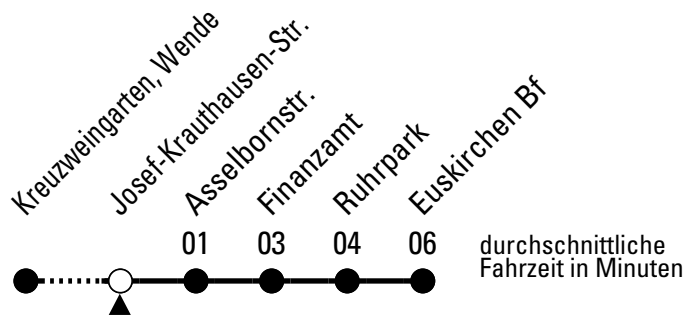 Kreuzweingarten, Wende
Josef-Krauthausen-Str.
Asselbornstr.
Finanzamt
Ruhrpark
Euskirchen Bf
01 03 04 06
durchschnittliche
Fahrzeit in Minuten